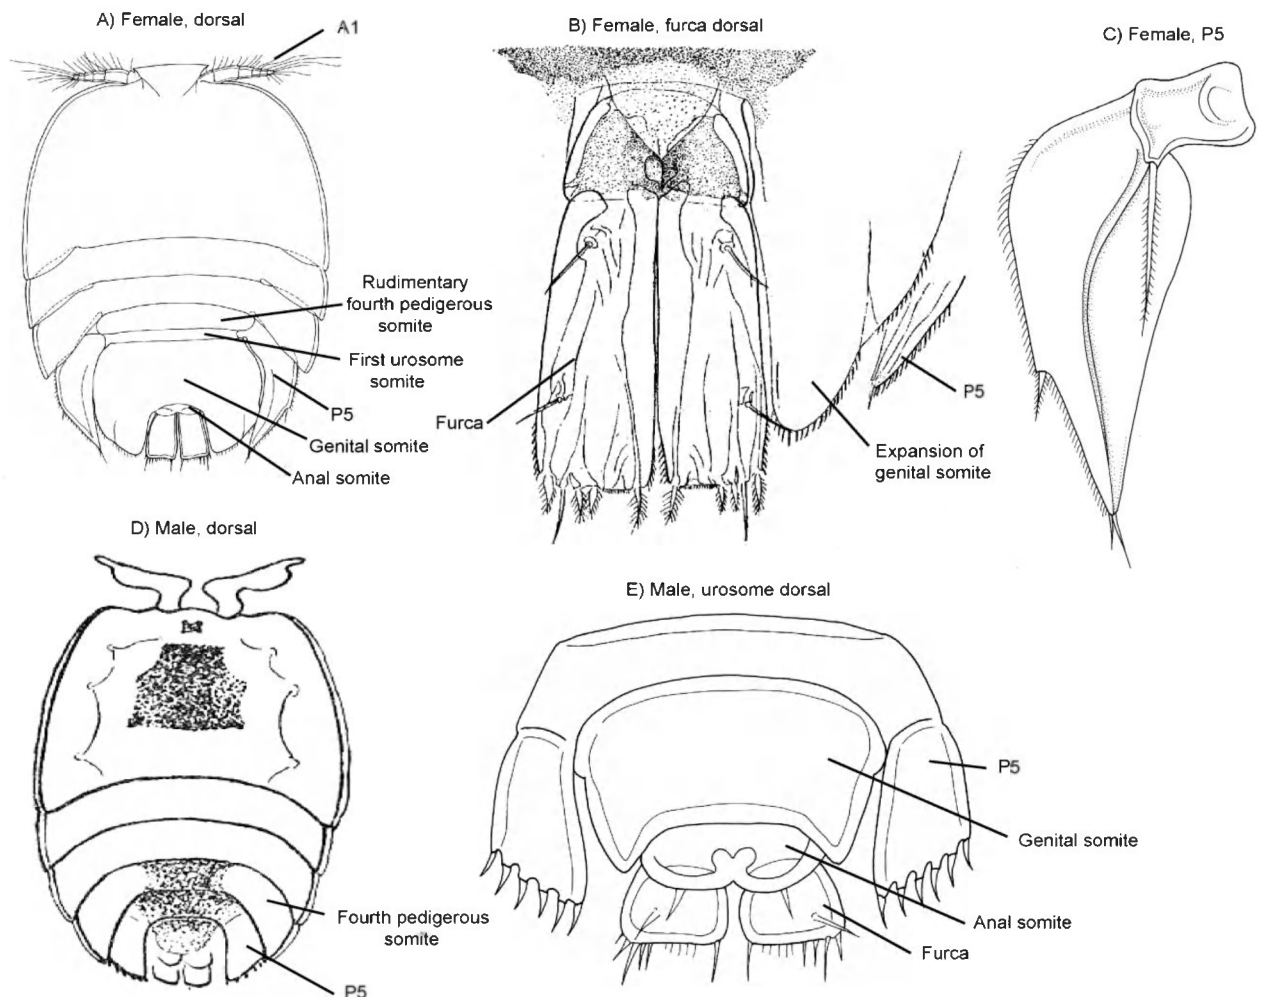 A) Female, dorsal
A1
Rudimentary
fourth pedigerous
somite
First urosome
somite
P5
Genital somite
Anal somite
B) Female, furca dorsal
Furca
P5
Expansion of
genital somite
C) Female, P5
D) Male, dorsal
Fourth pedigerous
somite
P5
E) Male, urosome dorsal
P5
Genital somite
Anal somite
Furca